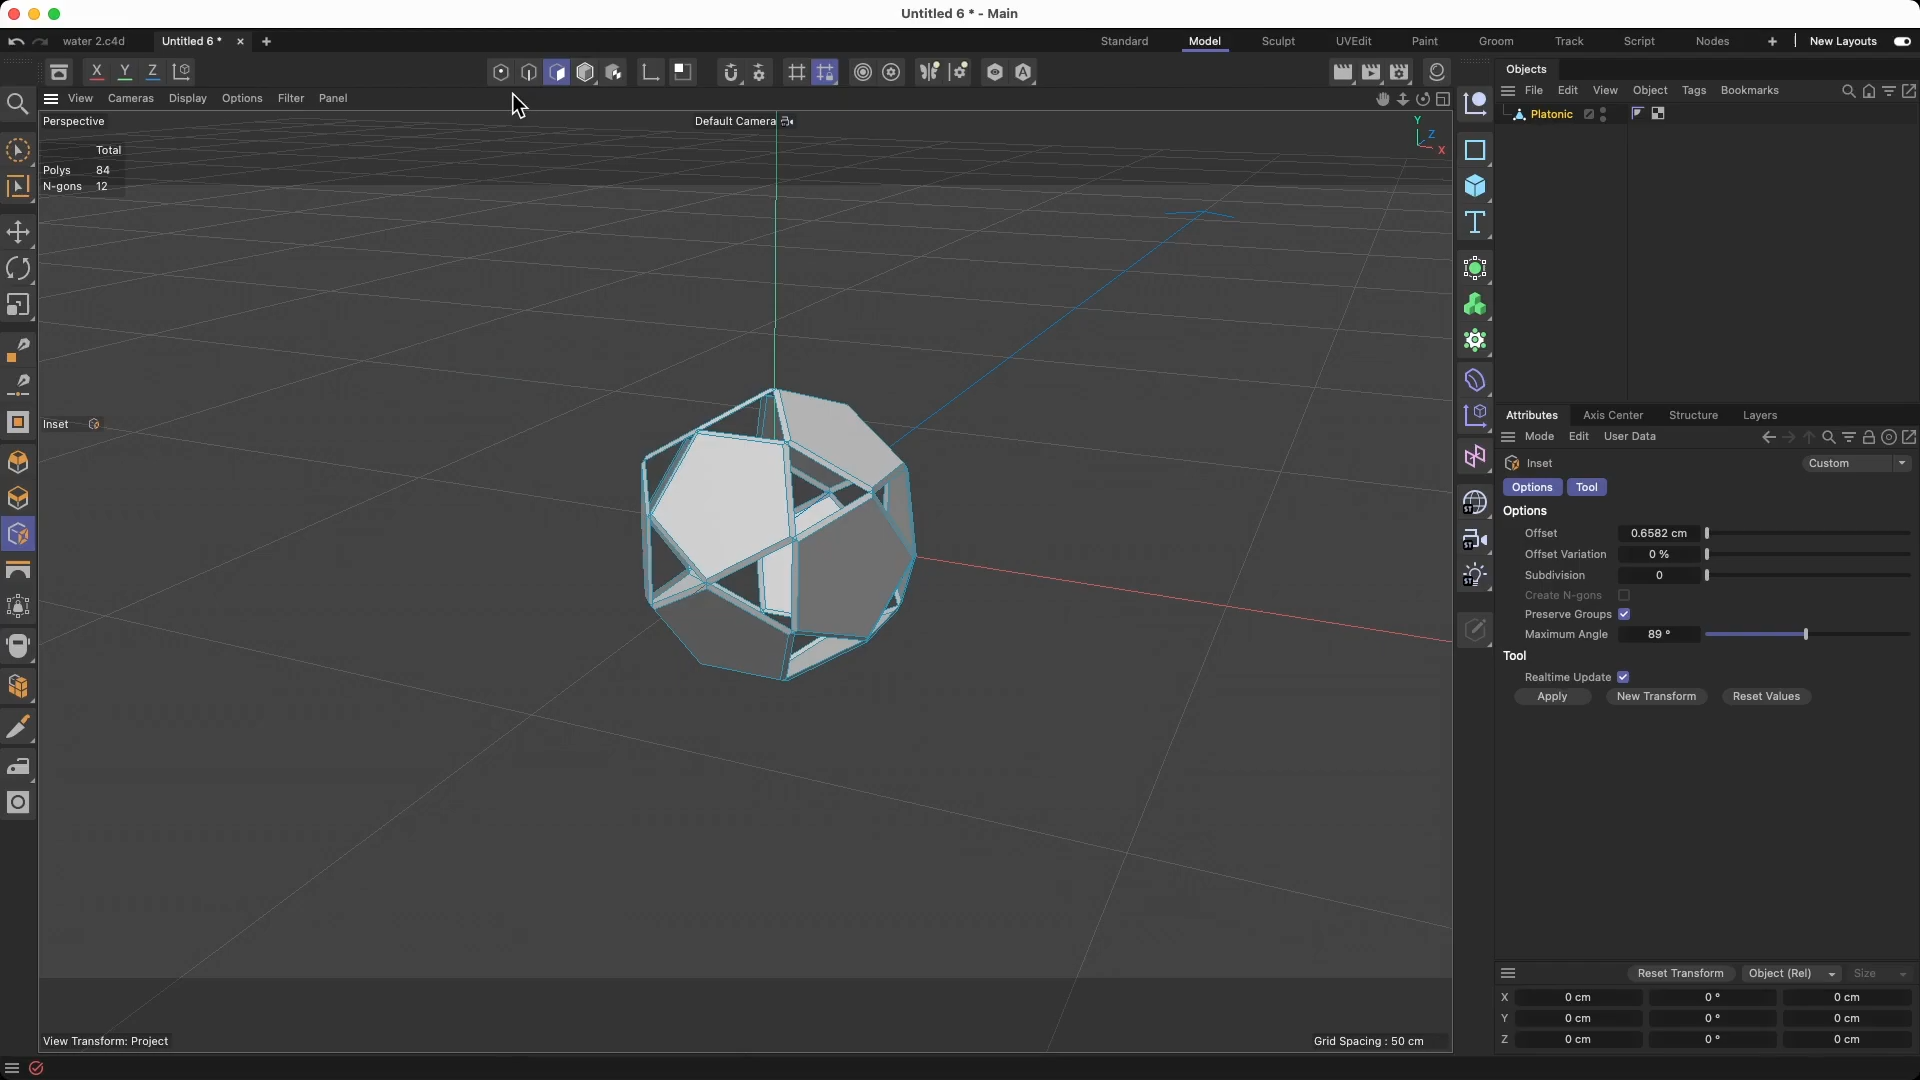 Untitled 6 * - Main
water 2.c4d Untitled 6 * × + Standard Model Sculpt UVEdit Paint Groom Track Script Nodes + New Layouts
X Y Z
View Cameras Display Options Filter Panel
Perspective Default Camera
Total
Polys 84
N-gons 12
Inset
Y
Z
X
View Transform: Project Grid Spacing : 50 cm
T
ST
ST
ST
Objects
File Edit View Object Tags Bookmarks
Platonic
Attributes Axis Center Structure Layers
Mode Edit User Data
Inset Custom
Options Tool
Options
Offset 0.6582 cm
Offset Variation 0 %
Subdivision 0
Create N-gons
Preserve Groups
Maximum Angle 89 °
Tool
Realtime Update
Apply New Transform Reset Values
Reset Transform Object (Rel) Size
X 0 cm 0 ° 0 cm
Y 0 cm 0 ° 0 cm
Z 0 cm 0 ° 0 cm